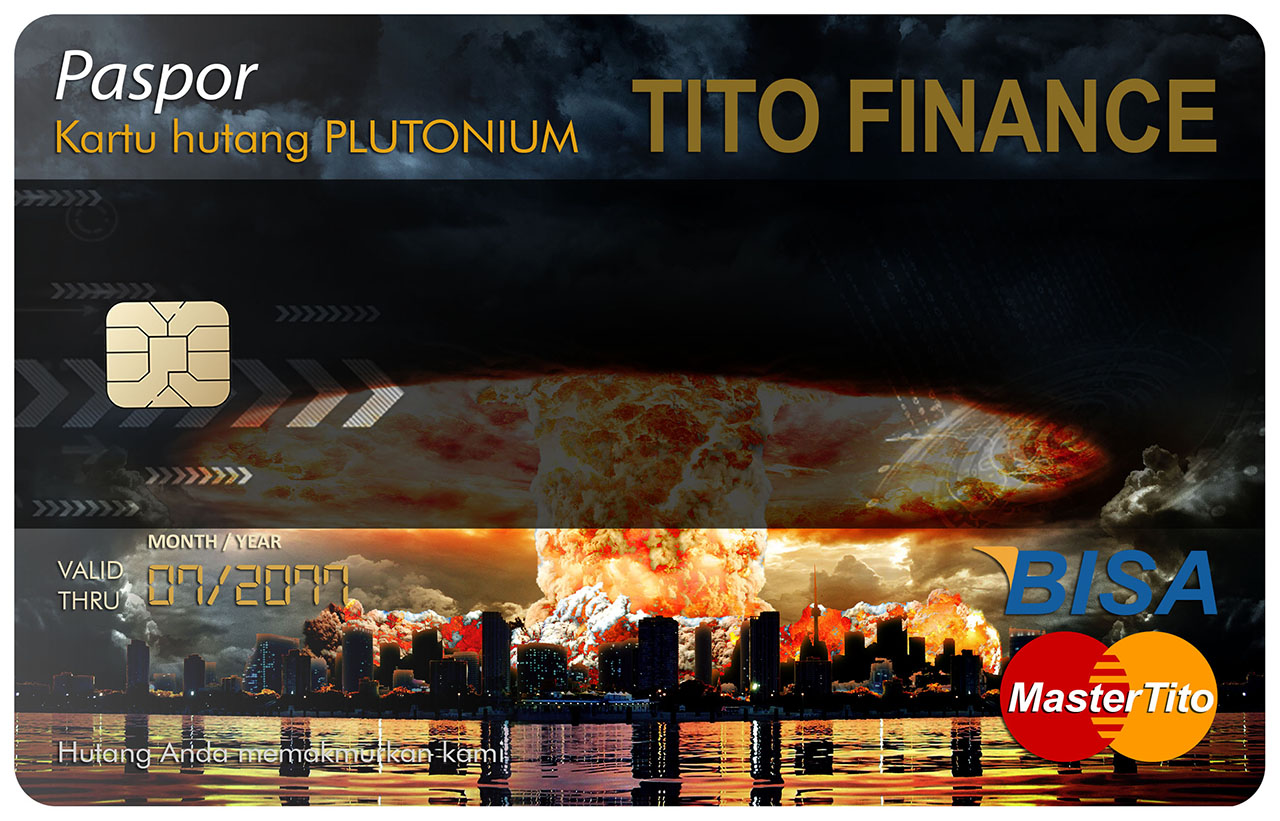 Paspor
Kartu hutang PLUTONIUM
TITO FINANCE
MONTH / YEAR
VALID THRU
07/2077
BISA
MasterTito
Hutang Anda memakmurkan kami